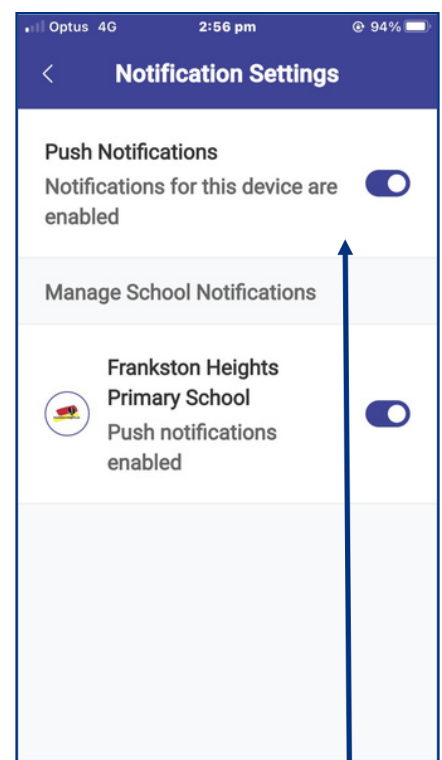 Optus 4G 2:56 pm 94%
Notification Settings
Push Notifications
Notifications for this device are
enabled
Manage School Notifications
Frankston Heights
Primary School
Push notifications
enabled